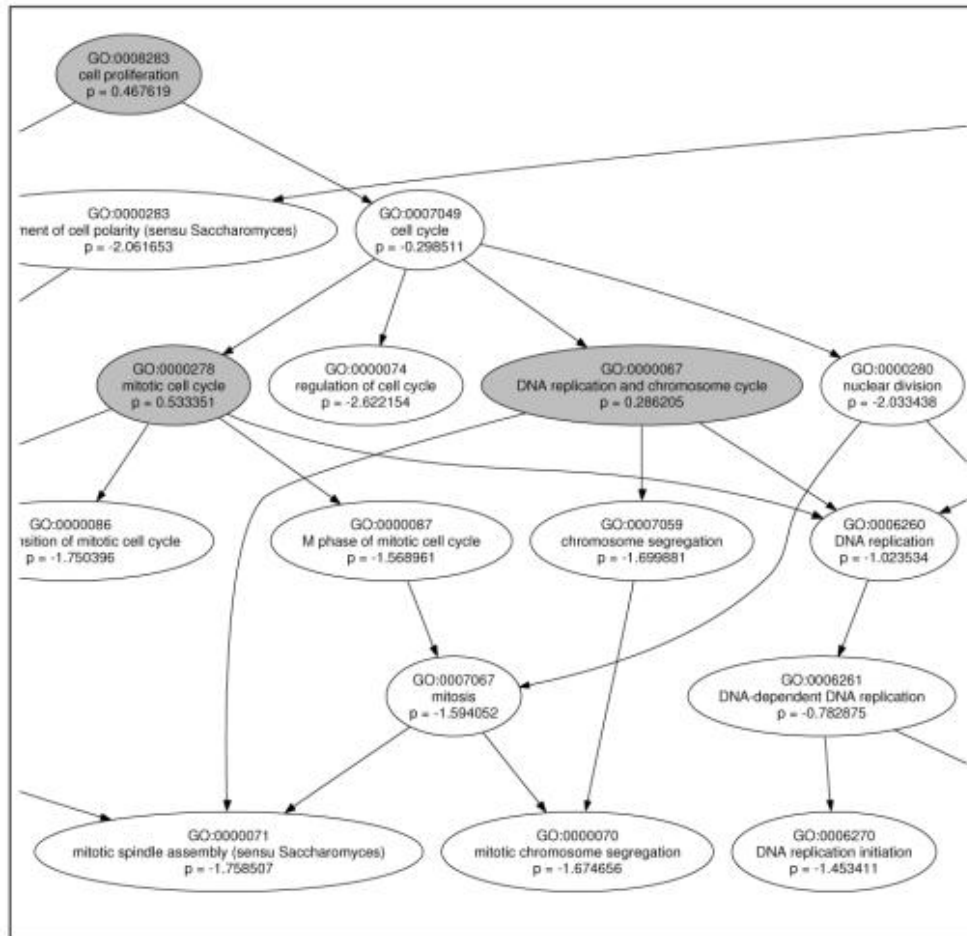 GO:0008283
cell proliferation
p = 0.467619
GO:0000283
ment of cell polarity (sensu Saccharomyces)
p = -2.061653
GO:0007049
cell cycle
p = -0.298511
GO:0000278
mitotic cell cycle
p = 0.533351
GO:0000074
regulation of cell cycle
p = -2.622154
GO:0000067
DNA replication and chromosome cycle
p = 0.286205
GO:0000280
nuclear division
p = -2.033438
GO:0000086
nsition of mitotic cell cycle
p = -1.750396
GO:0000087
M phase of mitotic cell cycle
p = -1.568961
GO:0007059
chromosome segregation
p = -1.699881
GO:0006260
DNA replication
p = -1.023534
GO:0007067
mitosis
p = -1.594052
GO:0006261
DNA-dependent DNA replication
p = -0.782875
GO:0000071
mitotic spindle assembly (sensu Saccharomyces)
p = -1.758507
GO:0000070
mitotic chromosome segregation
p = -1.674656
GO:0006270
DNA replication initiation
p = -1.453411